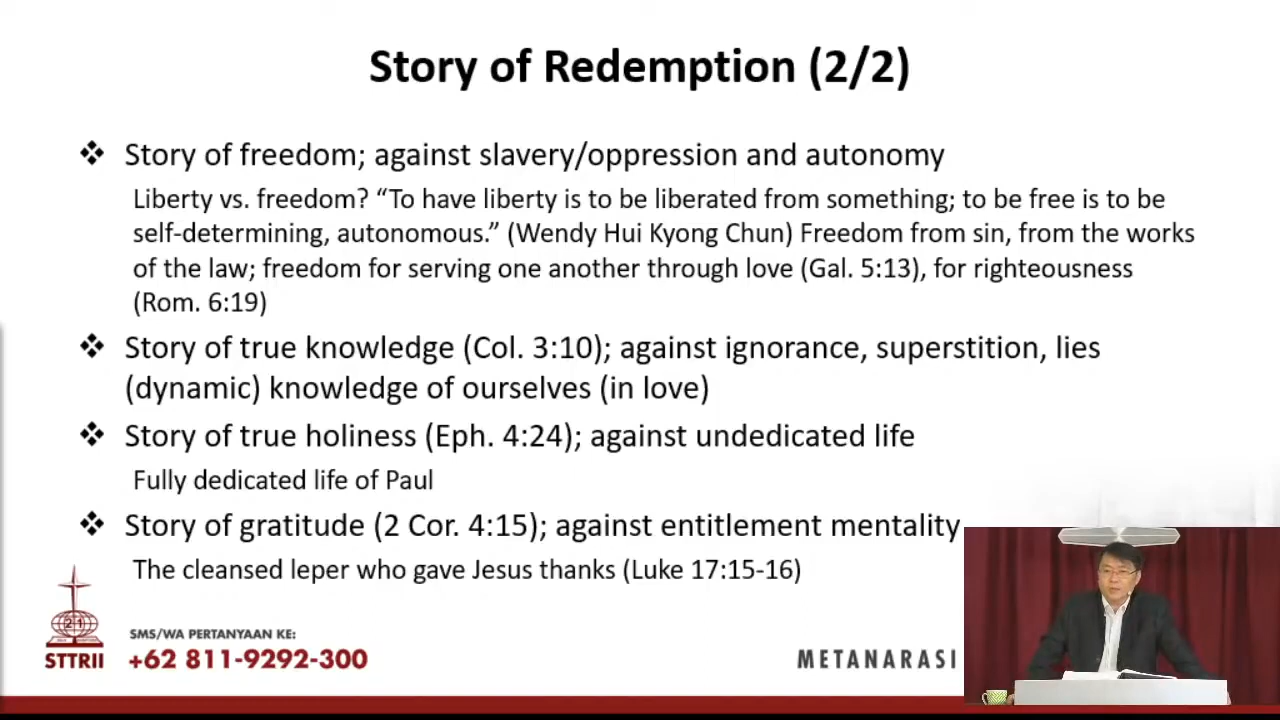 Story of Redemption (2/2)
❖ Story of freedom; against slavery/oppression and autonomy
Liberty vs. freedom? “To have liberty is to be liberated from something; to be free is to be
self-determining, autonomous.” (Wendy Hui Kyong Chun) Freedom from sin, from the works
of the law; freedom for serving one another through love (Gal. 5:13), for righteousness
(Rom. 6:19)
❖ Story of true knowledge (Col. 3:10); against ignorance, superstition, lies
(dynamic) knowledge of ourselves (in love)
❖ Story of true holiness (Eph. 4:24); against undedicated life
Fully dedicated life of Paul
❖ Story of gratitude (2 Cor. 4:15); against entitlement mentality
The cleansed leper who gave Jesus thanks (Luke 17:15-16)
21
STTRII
SMS/WA PERTANYAAN KE:
+62 811-9292-300
METANARASI